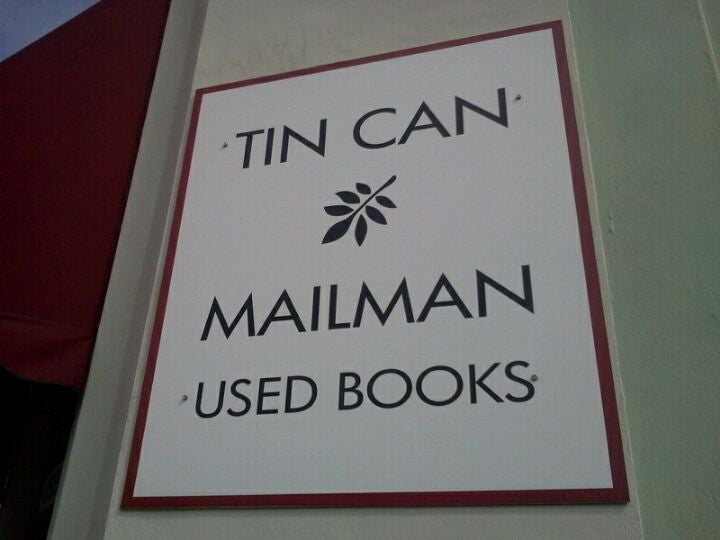 TIN CAN
MAILMAN
USED BOOKS